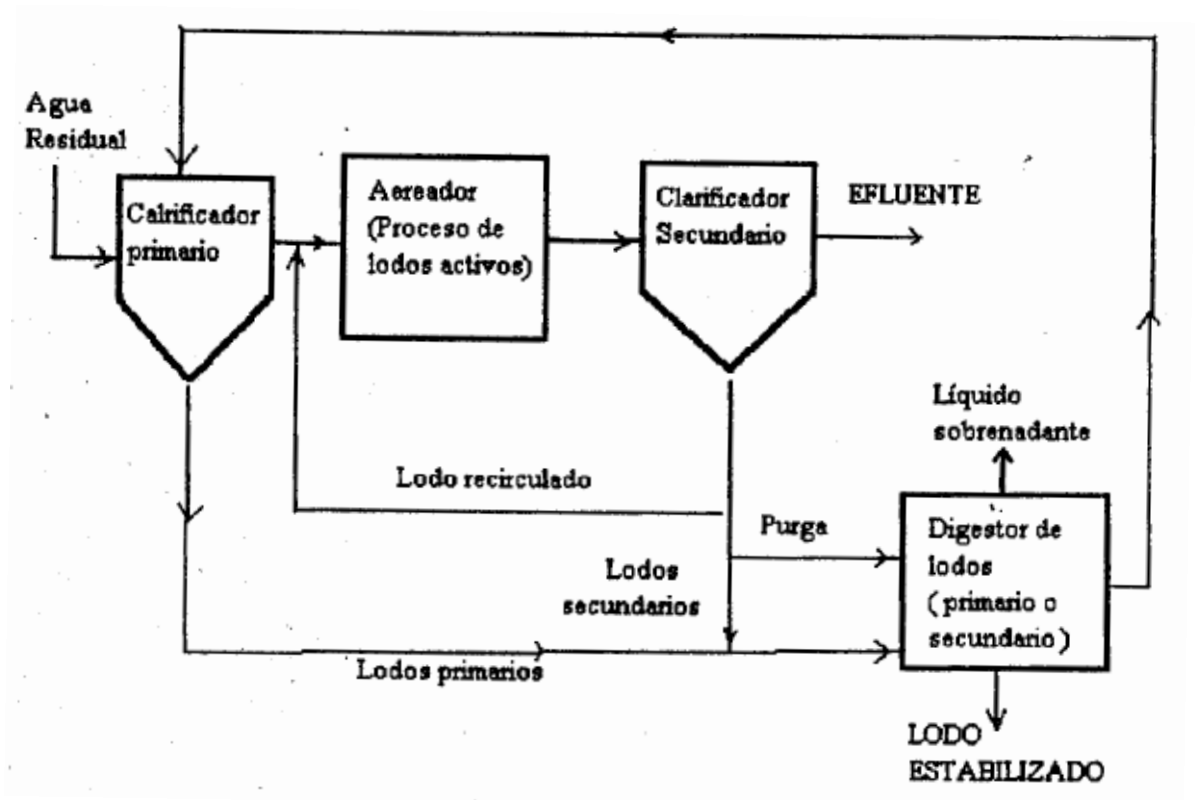 Agua
Residual
Calrificador
primario
Aereador
(Proceso de
lodos activos)
Clarificador
Secundario
EFLUENTE
Líquido
sobrenadante
Lodo recirculado
Purga
Lodos
secundarios
Digestor de
lodos
(primario o
secundario)
Lodos primarios
LODO
ESTABILIZADO